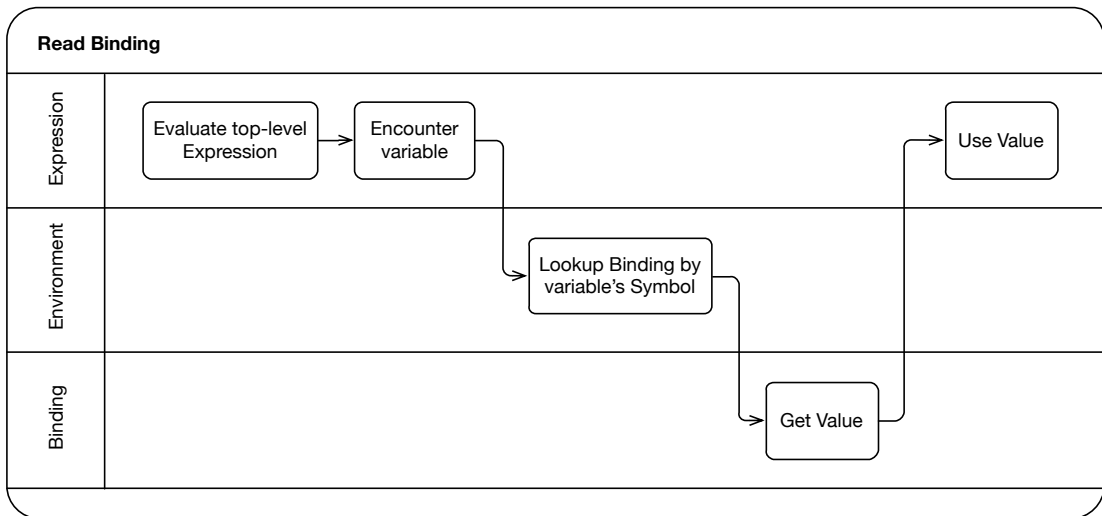 Read Binding
Expression
Evaluate top-level
Expression
Encounter
variable
Use Value
Environment
Lookup Binding by
variable’s Symbol
Binding
Get Value